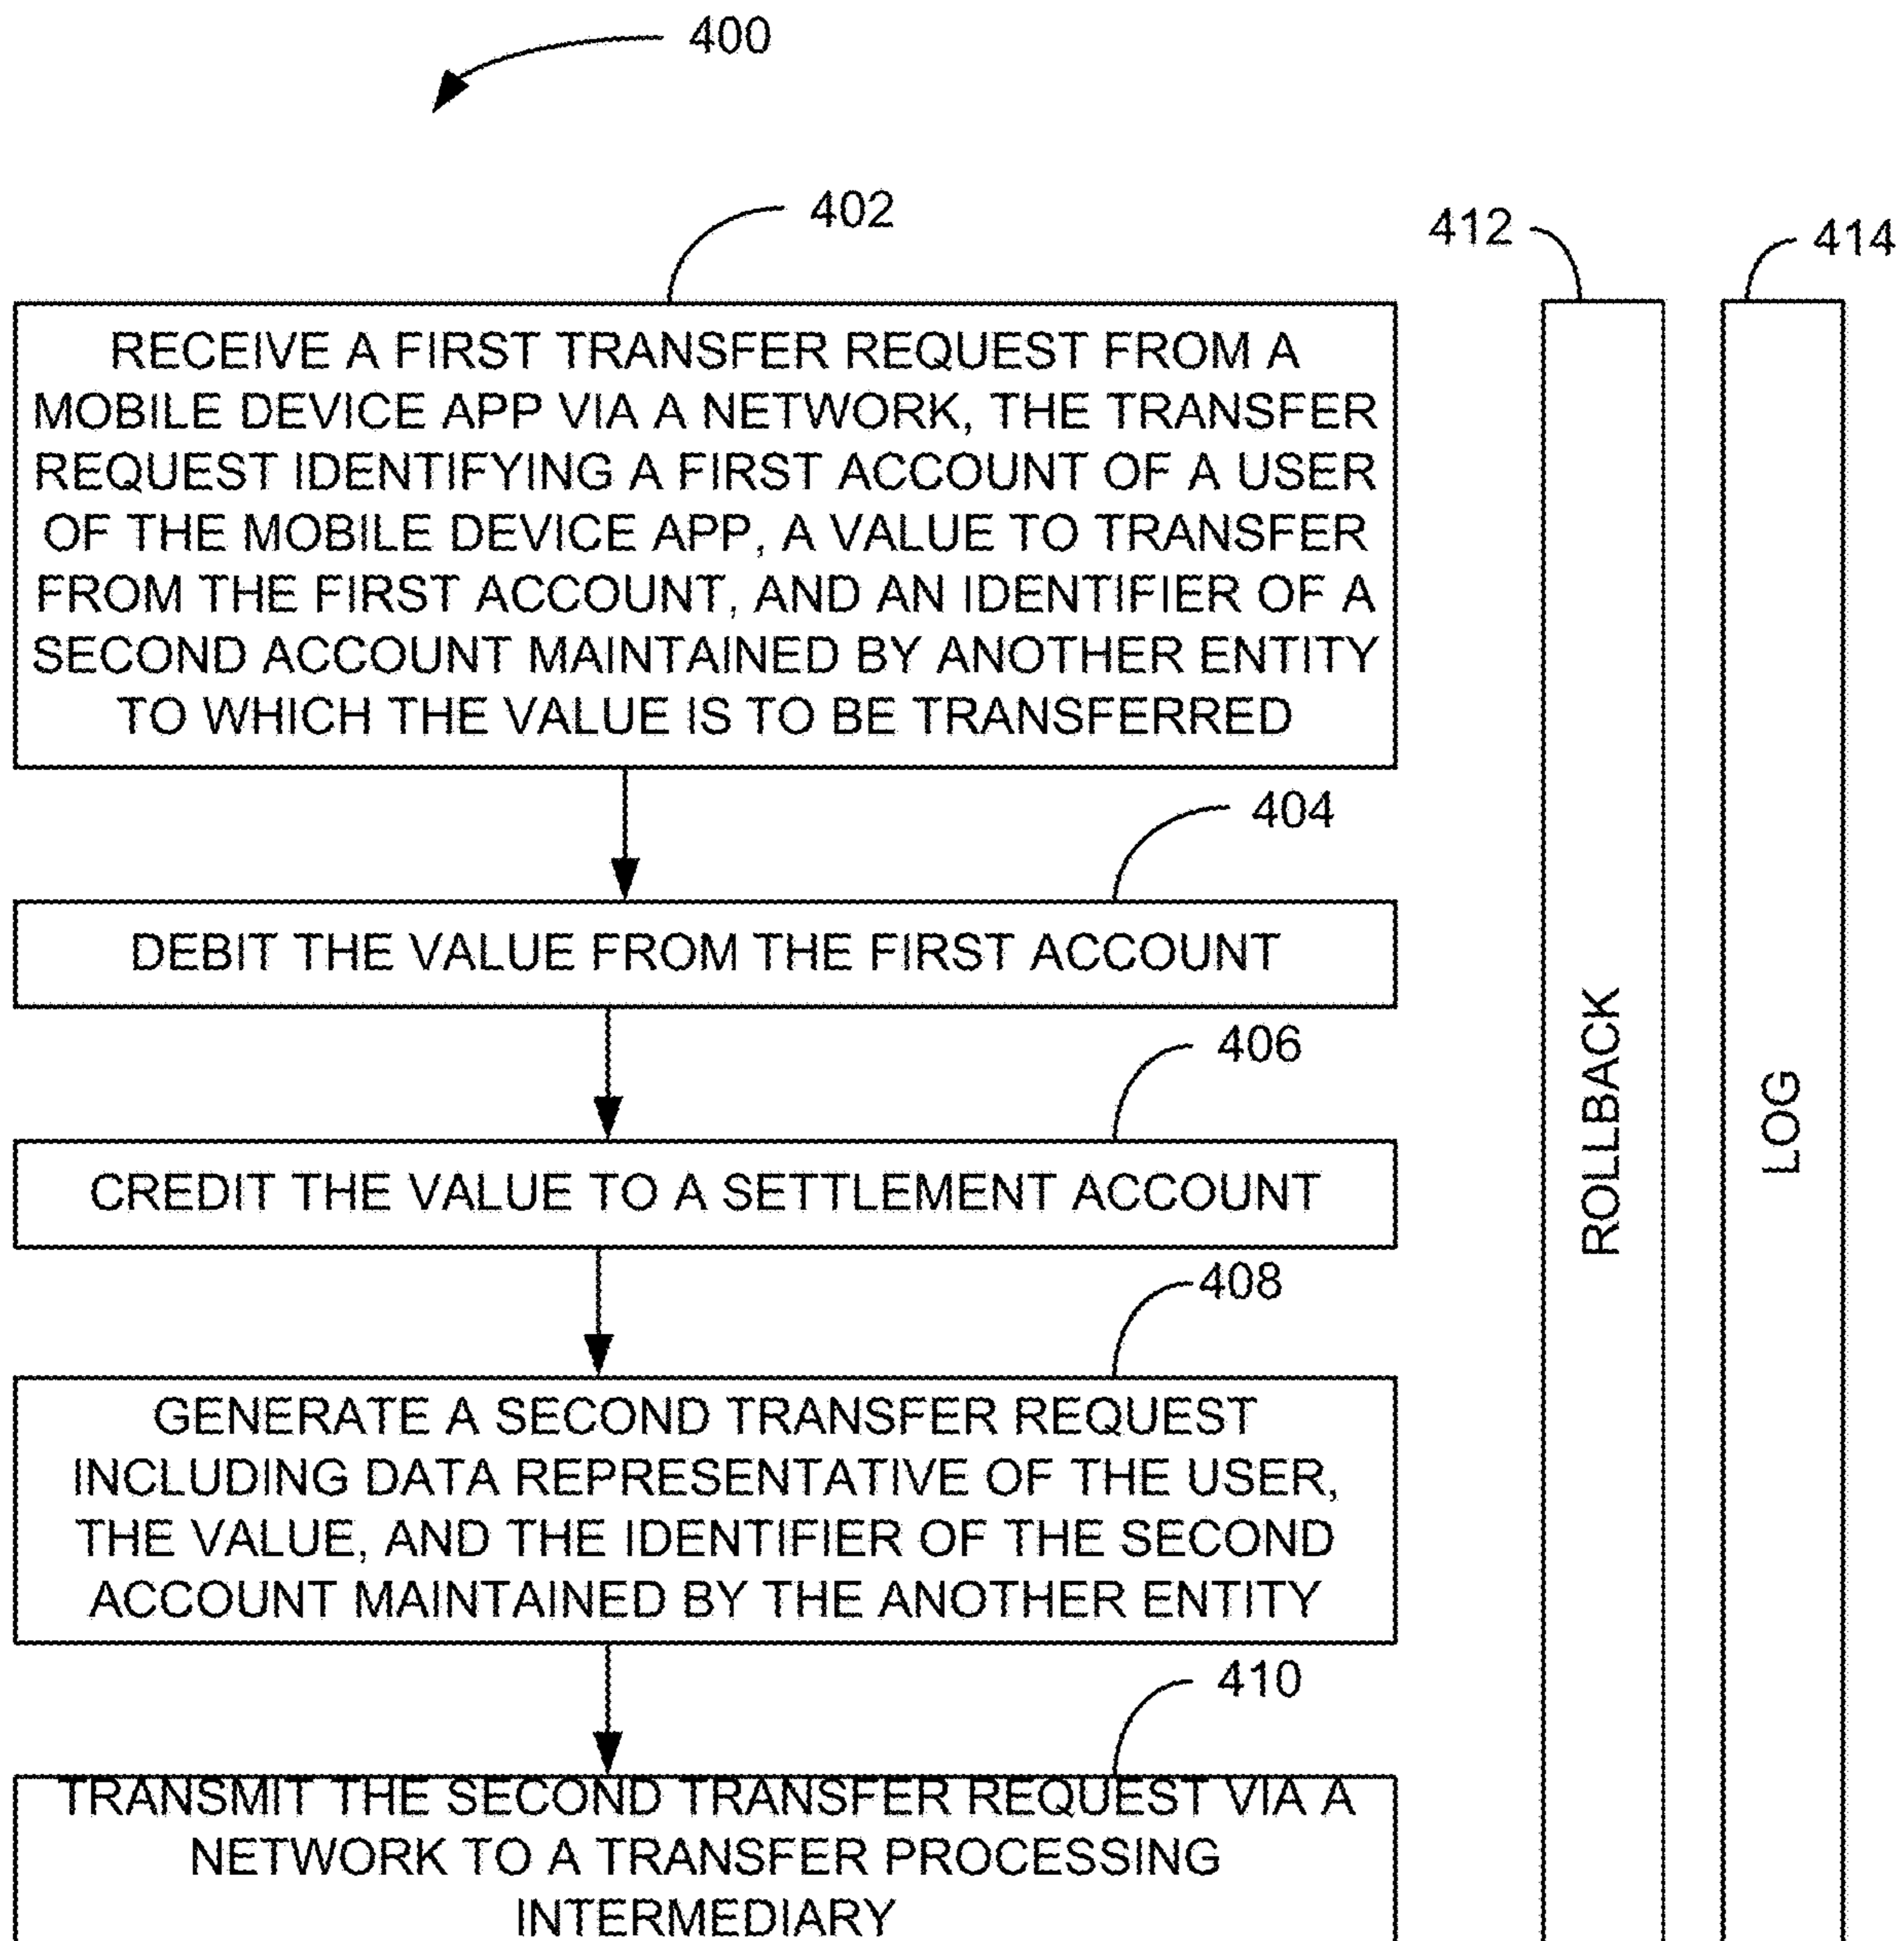 400
402
412
414
RECEIVE A FIRST TRANSFER REQUEST FROM A
MOBILE DEVICE APP VIA A NETWORK, THE TRANSFER
REQUEST IDENTIFYING A FIRST ACCOUNT OF A USER
OF THE MOBILE DEVICE APP, A VALUE TO TRANSFER
FROM THE FIRST ACCOUNT, AND AN IDENTIFIER OF A
SECOND ACCOUNT MAINTAINED BY ANOTHER ENTITY
TO WHICH THE VALUE IS TO BE TRANSFERRED
404
DEBIT THE VALUE FROM THE FIRST ACCOUNT
406
CREDIT THE VALUE TO A SETTLEMENT ACCOUNT
408
GENERATE A SECOND TRANSFER REQUEST
INCLUDING DATA REPRESENTATIVE OF THE USER,
THE VALUE, AND THE IDENTIFIER OF THE SECOND
ACCOUNT MAINTAINED BY THE ANOTHER ENTITY
410
TRANSMIT THE SECOND TRANSFER REQUEST VIA A
NETWORK TO A TRANSFER PROCESSING
INTERMEDIARY
ROLLBACK
LOG